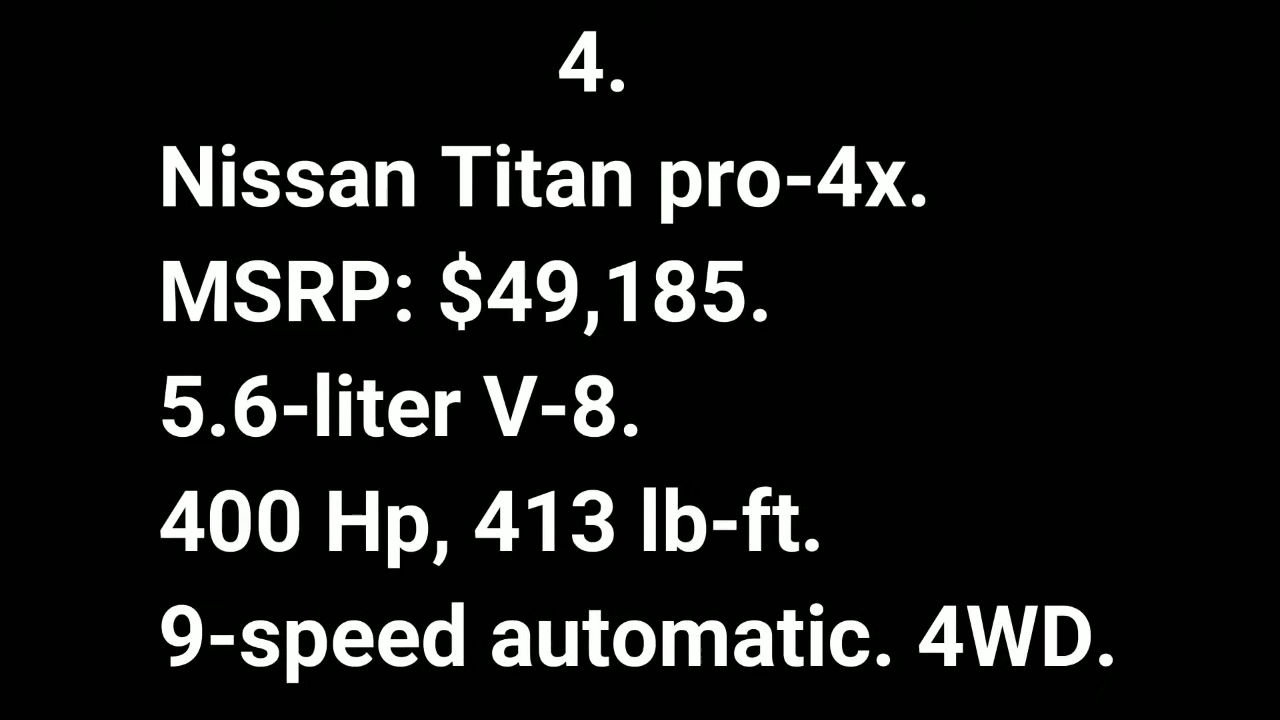 4.
Nissan Titan pro-4x.
MSRP: $49,185.
5.6-liter V-8.
400 Hp, 413 lb-ft.
9-speed automatic. 4WD.